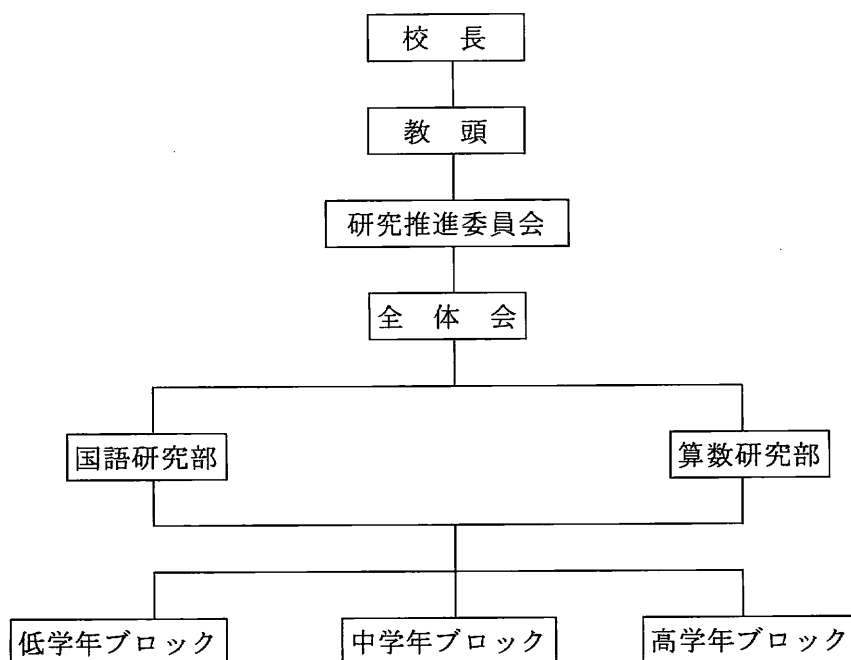 校　長
教　頭
研究推進委員会
全　体　会
国語研究部
算数研究部
低学年ブロック
中学年ブロック
高学年ブロック